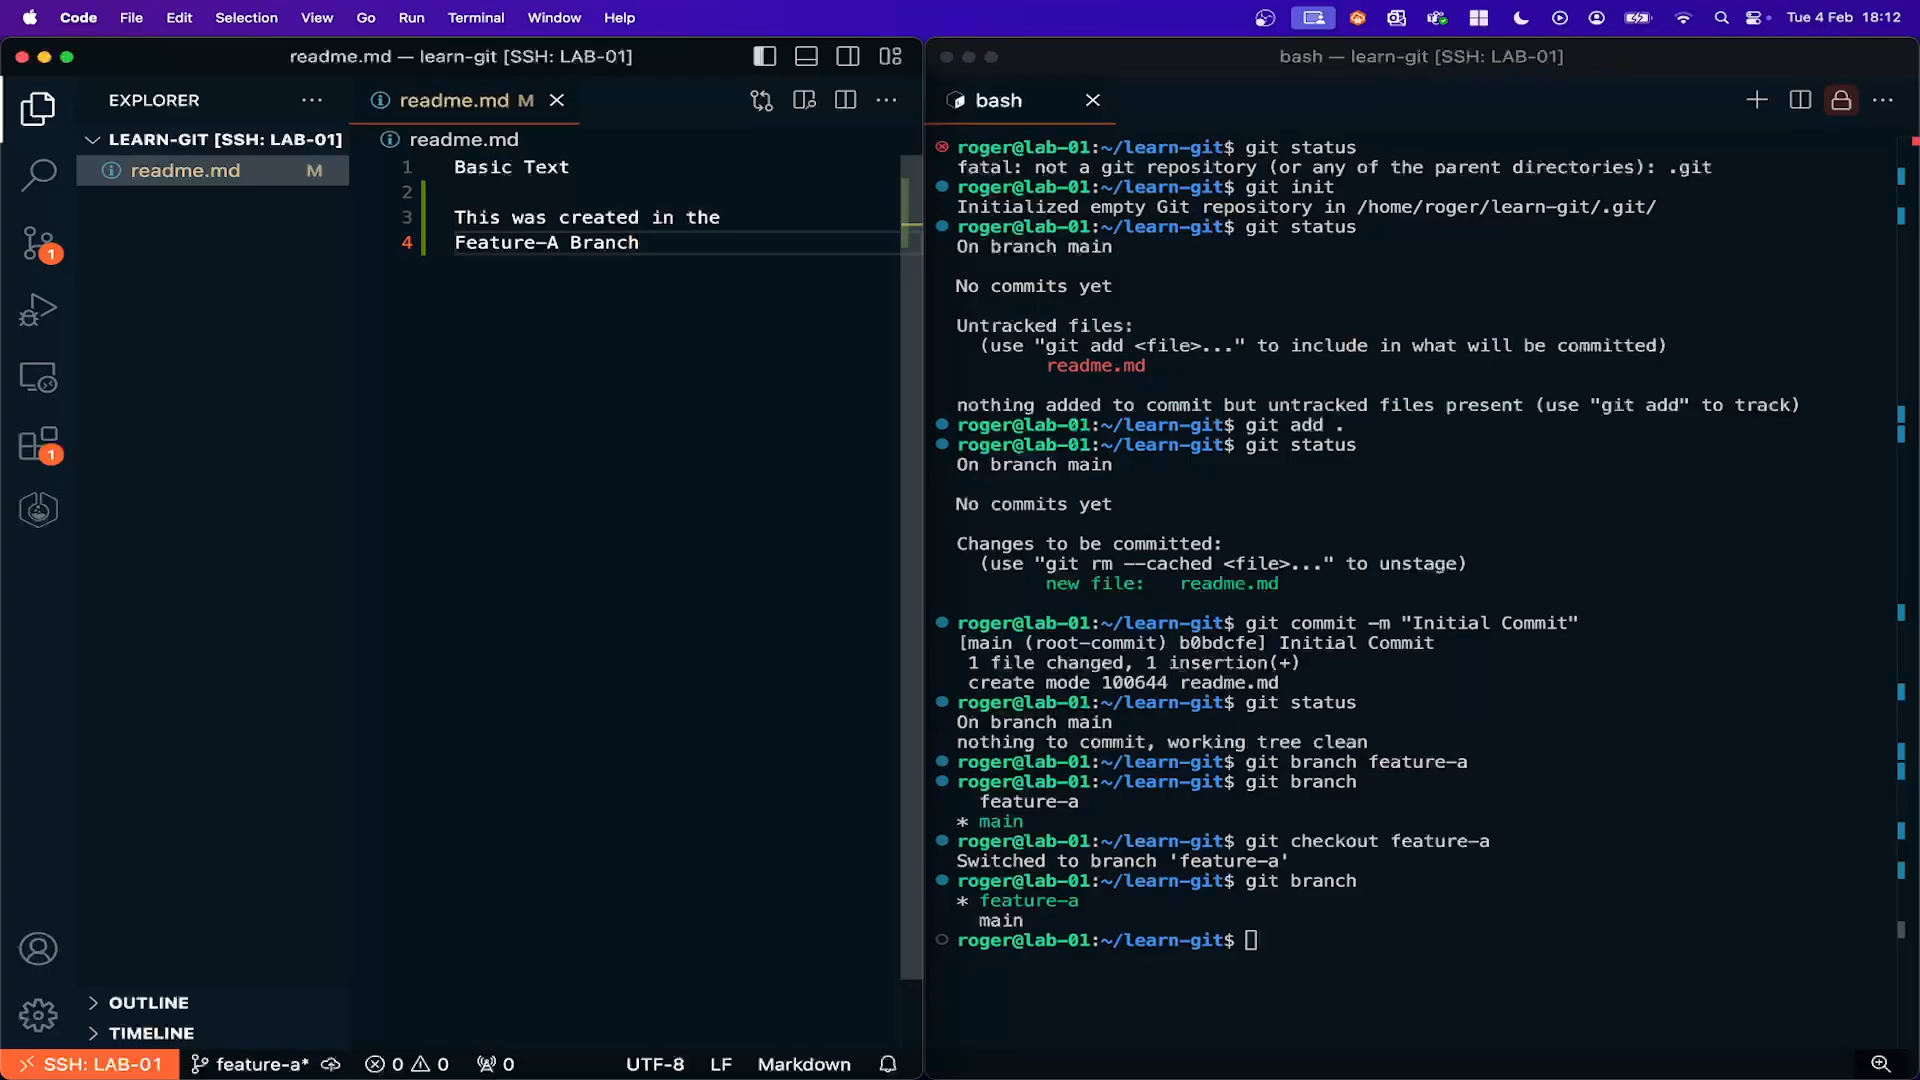 Code File Edit Selection View Go Run Terminal Window Help Tue 4 Feb 18:12
readme.md — learn-git [SSH: LAB-01]
EXPLORER
readme.md M
LEARN-GIT [SSH: LAB-01]
readme.md M
readme.md
1 Basic Text
2
3 This was created in the
4 Feature-A Branch
1
1
OUTLINE
TIMELINE
SSH: LAB-01 feature-a* 0 0 0 UTF-8 LF Markdown
bash — learn-git [SSH: LAB-01]
bash
roger@lab-01:~/learn-git$ git status
fatal: not a git repository (or any of the parent directories): .git
roger@lab-01:~/learn-git$ git init
Initialized empty Git repository in /home/roger/learn-git/.git/
roger@lab-01:~/learn-git$ git status
On branch main
No commits yet
Untracked files:
(use "git add <file>..." to include in what will be committed)
readme.md
nothing added to commit but untracked files present (use "git add" to track)
roger@lab-01:~/learn-git$ git add .
roger@lab-01:~/learn-git$ git status
On branch main
No commits yet
Changes to be committed:
(use "git rm --cached <file>..." to unstage)
new file: readme.md
roger@lab-01:~/learn-git$ git commit -m "Initial Commit"
[main (root-commit) b0bdcfe] Initial Commit
1 file changed, 1 insertion(+)
create mode 100644 readme.md
roger@lab-01:~/learn-git$ git status
On branch main
nothing to commit, working tree clean
roger@lab-01:~/learn-git$ git branch feature-a
roger@lab-01:~/learn-git$ git branch
feature-a
* main
roger@lab-01:~/learn-git$ git checkout feature-a
Switched to branch 'feature-a'
roger@lab-01:~/learn-git$ git branch
* feature-a
main
roger@lab-01:~/learn-git$